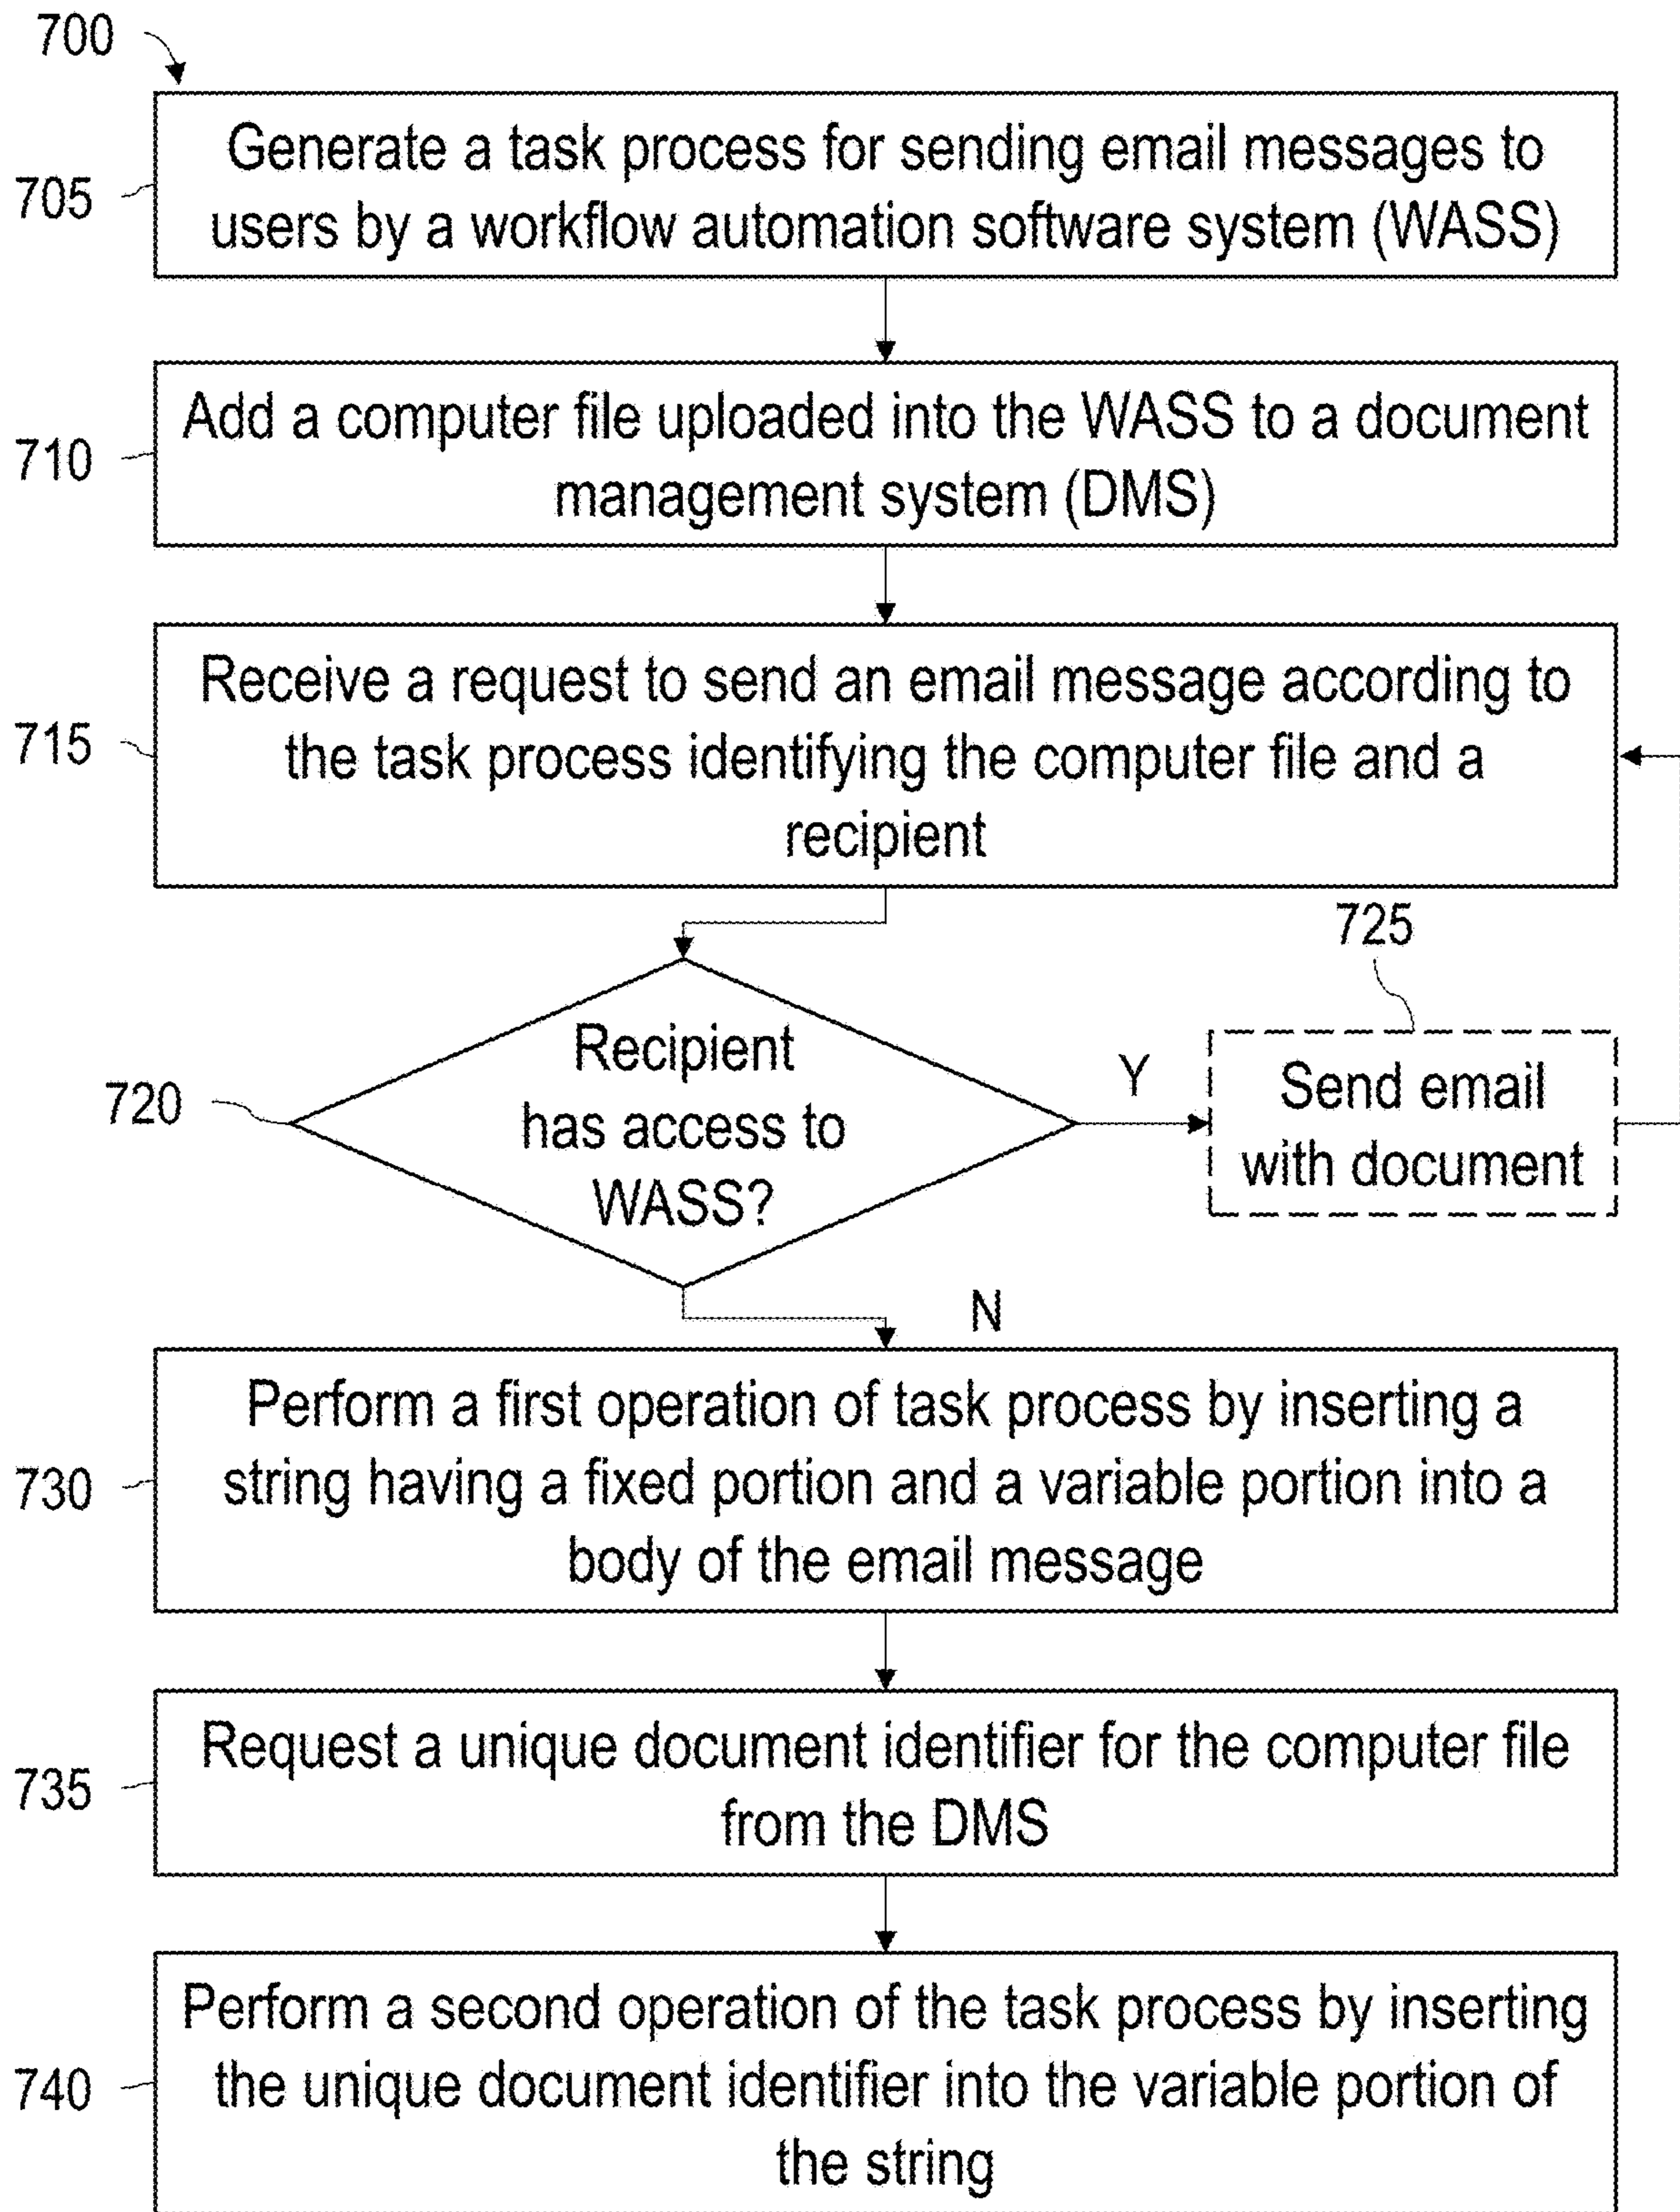 700
Generate a task process for sending email messages to
705
users by a workflow automation software system (WASS)
Add a computer file uploaded into the WASS to a document
710
management system (DMS)
Receive a request to send an email message according to
715
the task process identifying the computer file and a
recipient
725
Recipient
has access to
WASS?
720
Y
Send email
with document
N
Perform a first operation of task process by inserting a
730
string having a fixed portion and a variable portion into a
body of the email message
Request a unique document identifier for the computer file
735
from the DMS
Perform a second operation of the task process by inserting
740
the unique document identifier into the variable portion of
the string